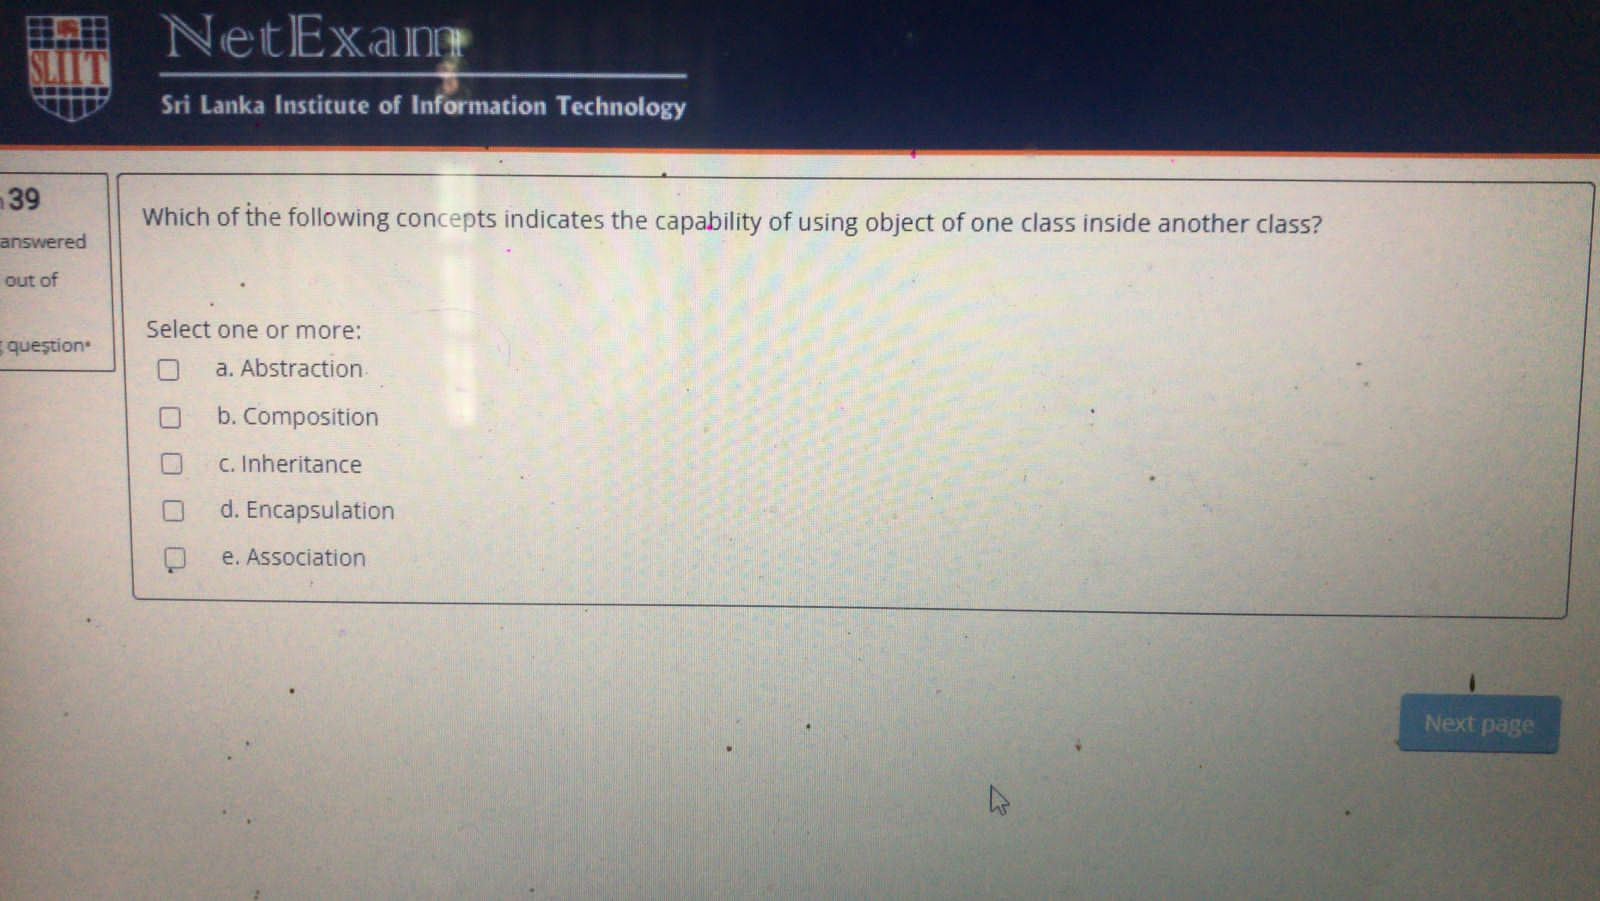 SLIIT
NetExam
Sri Lanka Institute of Information Technology
39
answered
out of
question
Which of the following concepts indicates the capability of using object of one class inside another class?
Select one or more:
a. Abstraction
b. Composition
c. Inheritance
d. Encapsulation
e. Association
Next page